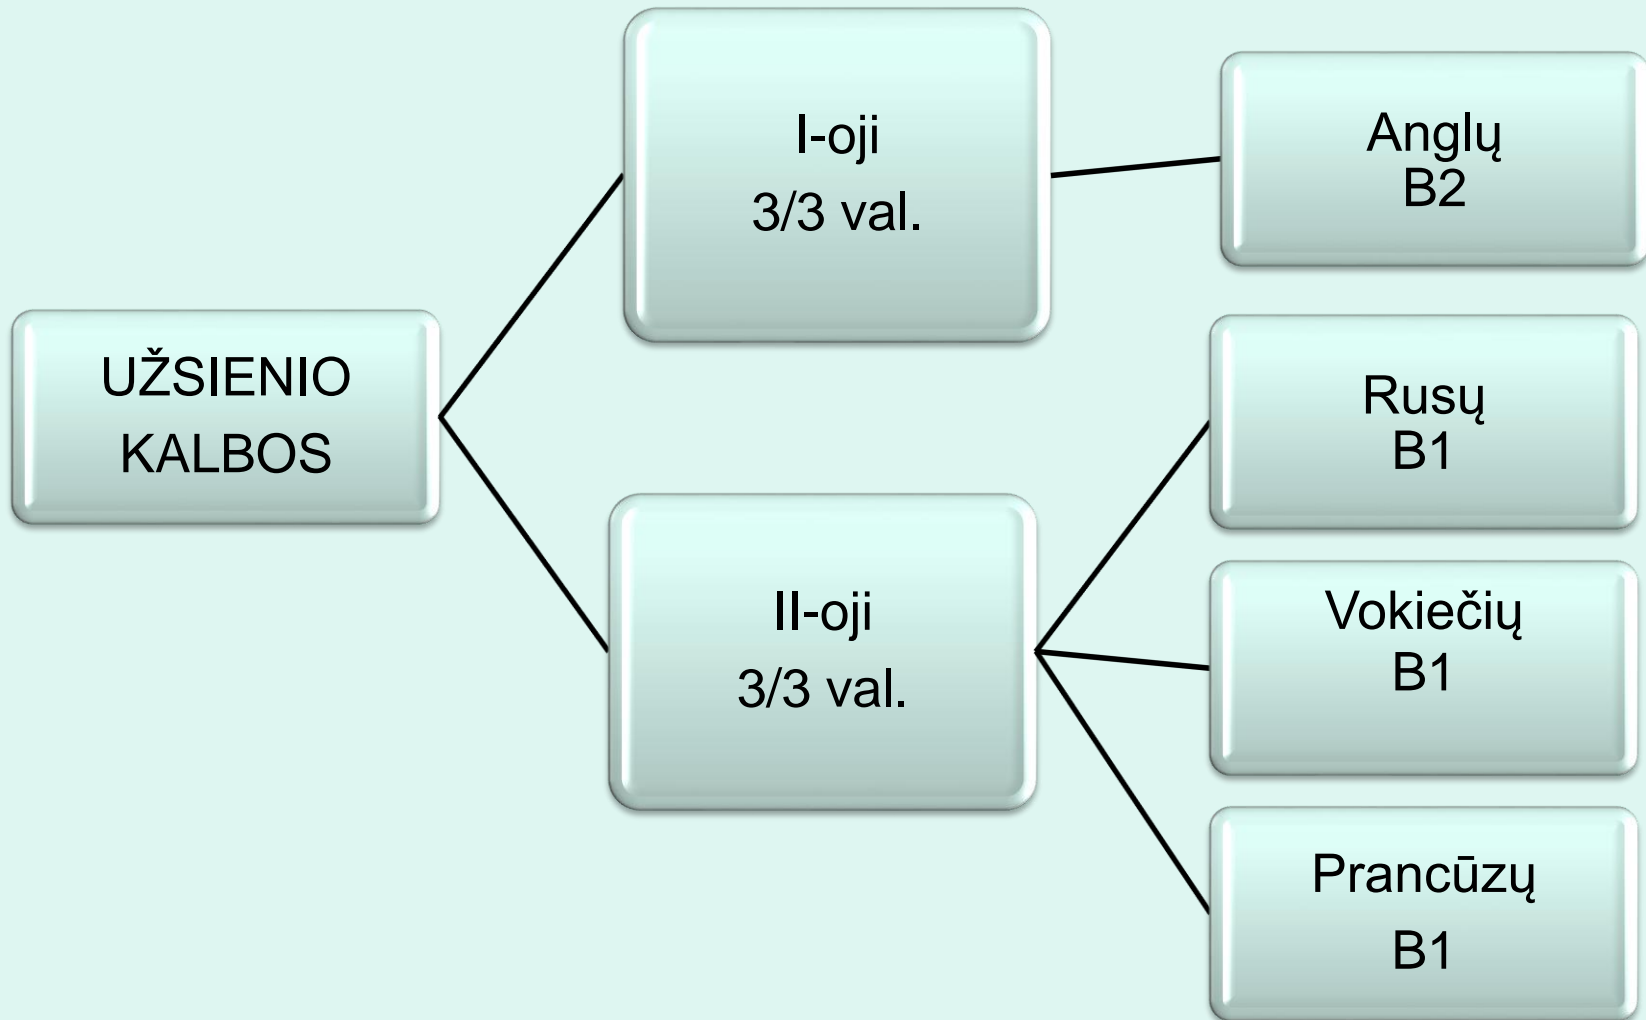 UŽSIENIO
KALBOS
I-oji
3/3 val.
Anglų
B2
II-oji
3/3 val.
Rusų
B1
Vokiečių
B1
Prancūzų
B1